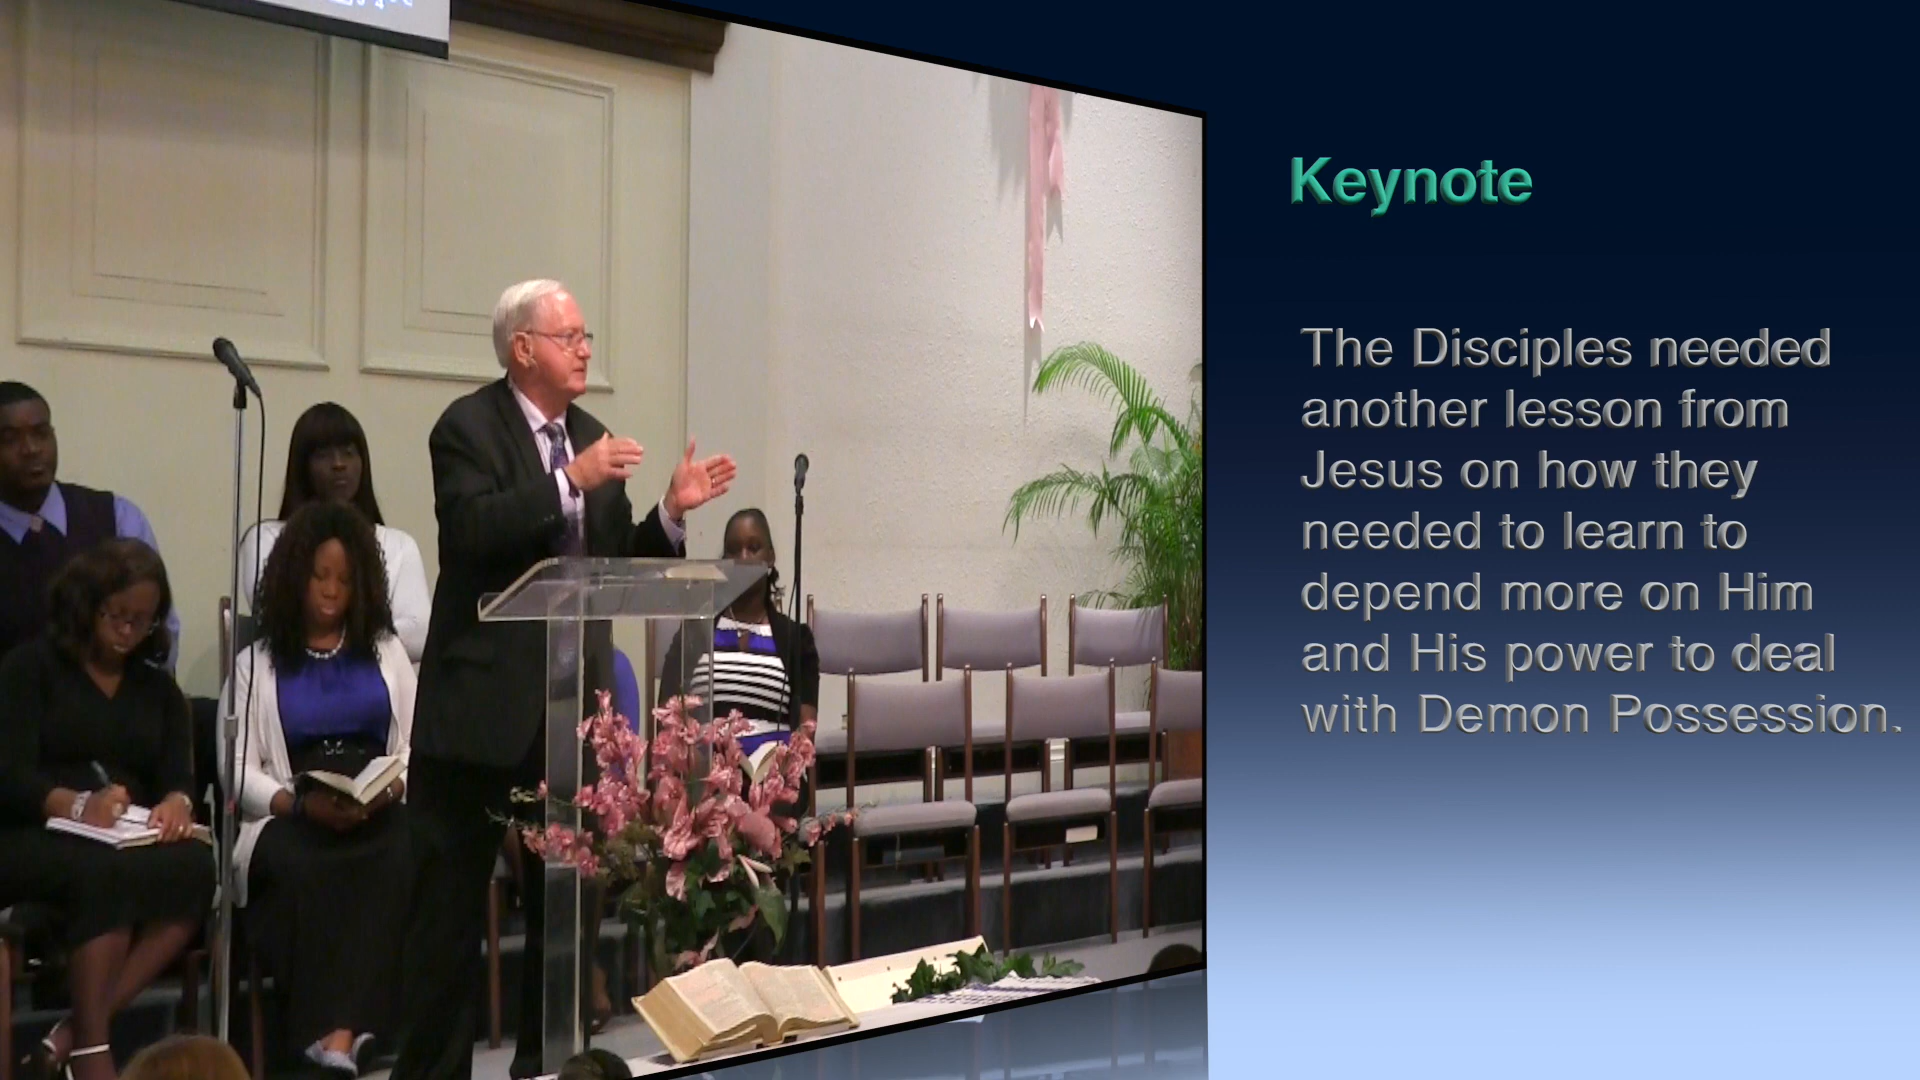 Keynote
The Disciples needed
another lesson from
Jesus on how they
needed to learn to
depend more on Him
and His power to deal
with Demon Possession.